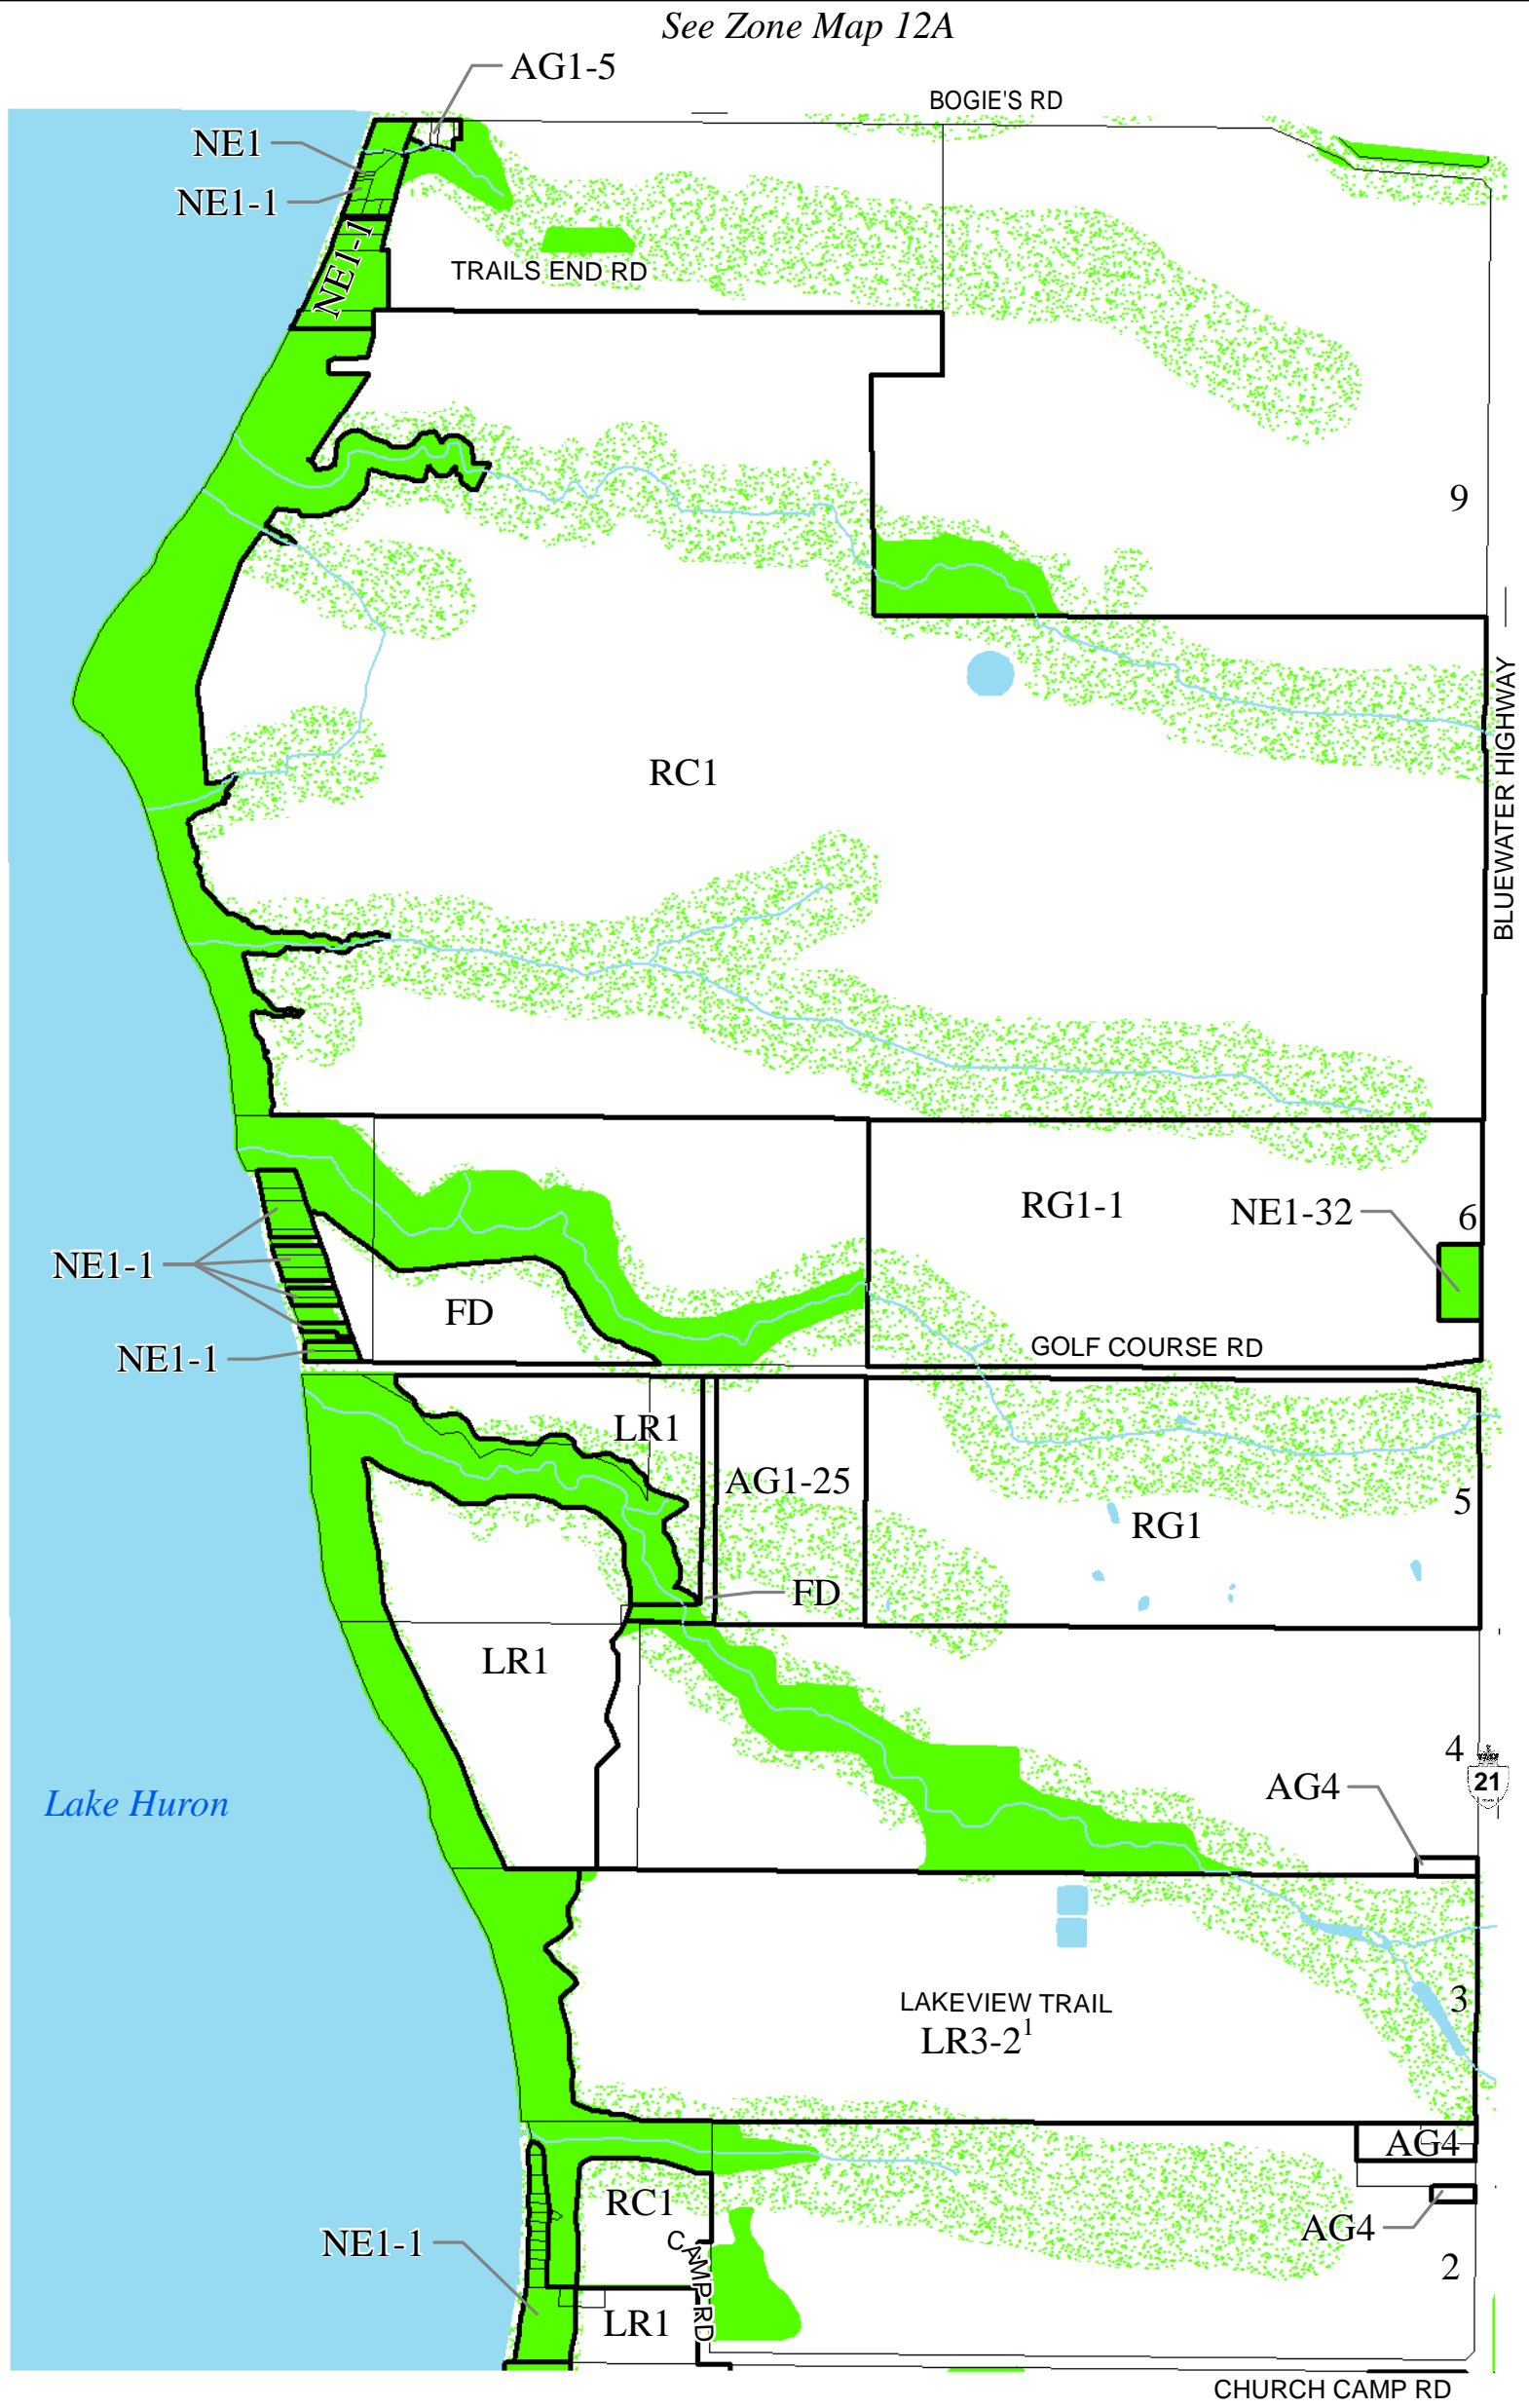 See Zone Map 12A
AG1-5
BOGIE'S RD
NE1
NE1-1
NE1-1
TRAILS END RD
9
BLUEWATER HIGHWAY
RC1
RG1-1
NE1-32
6
NE1-1
FD
GOLF COURSE RD
NE1-1
LR1
AG1-25
5
RG1
FD
LR1
4
21
AG4
Lake Huron
3
LAKEVIEW TRAIL
LR3-2¹
AG4
RC1
AG4
NE1-1
CAMP RD
2
LR1
CHURCH CAMP RD